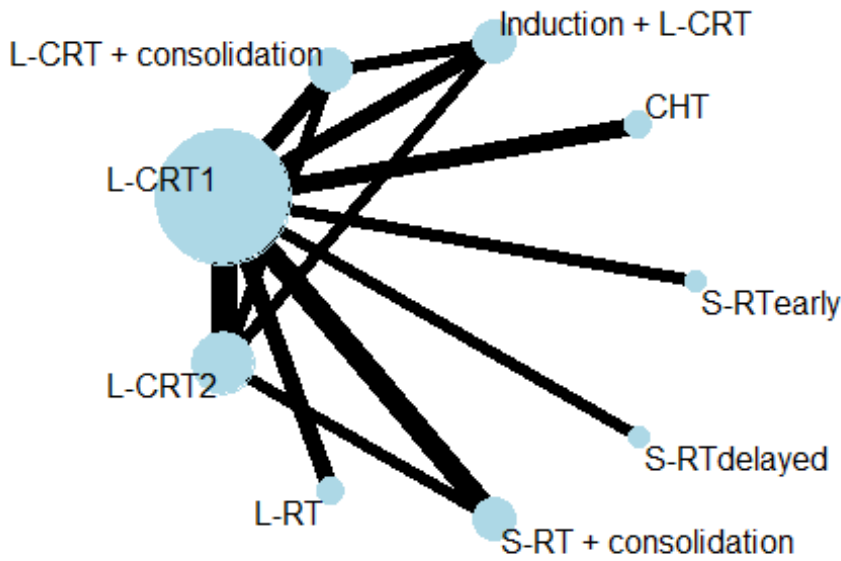 Induction + L-CRT
L-CRT + consolidation
CHT
L-CRT1
S-RTearly
L-CRT2
S-RTdelayed
L-RT
S-RT + consolidation